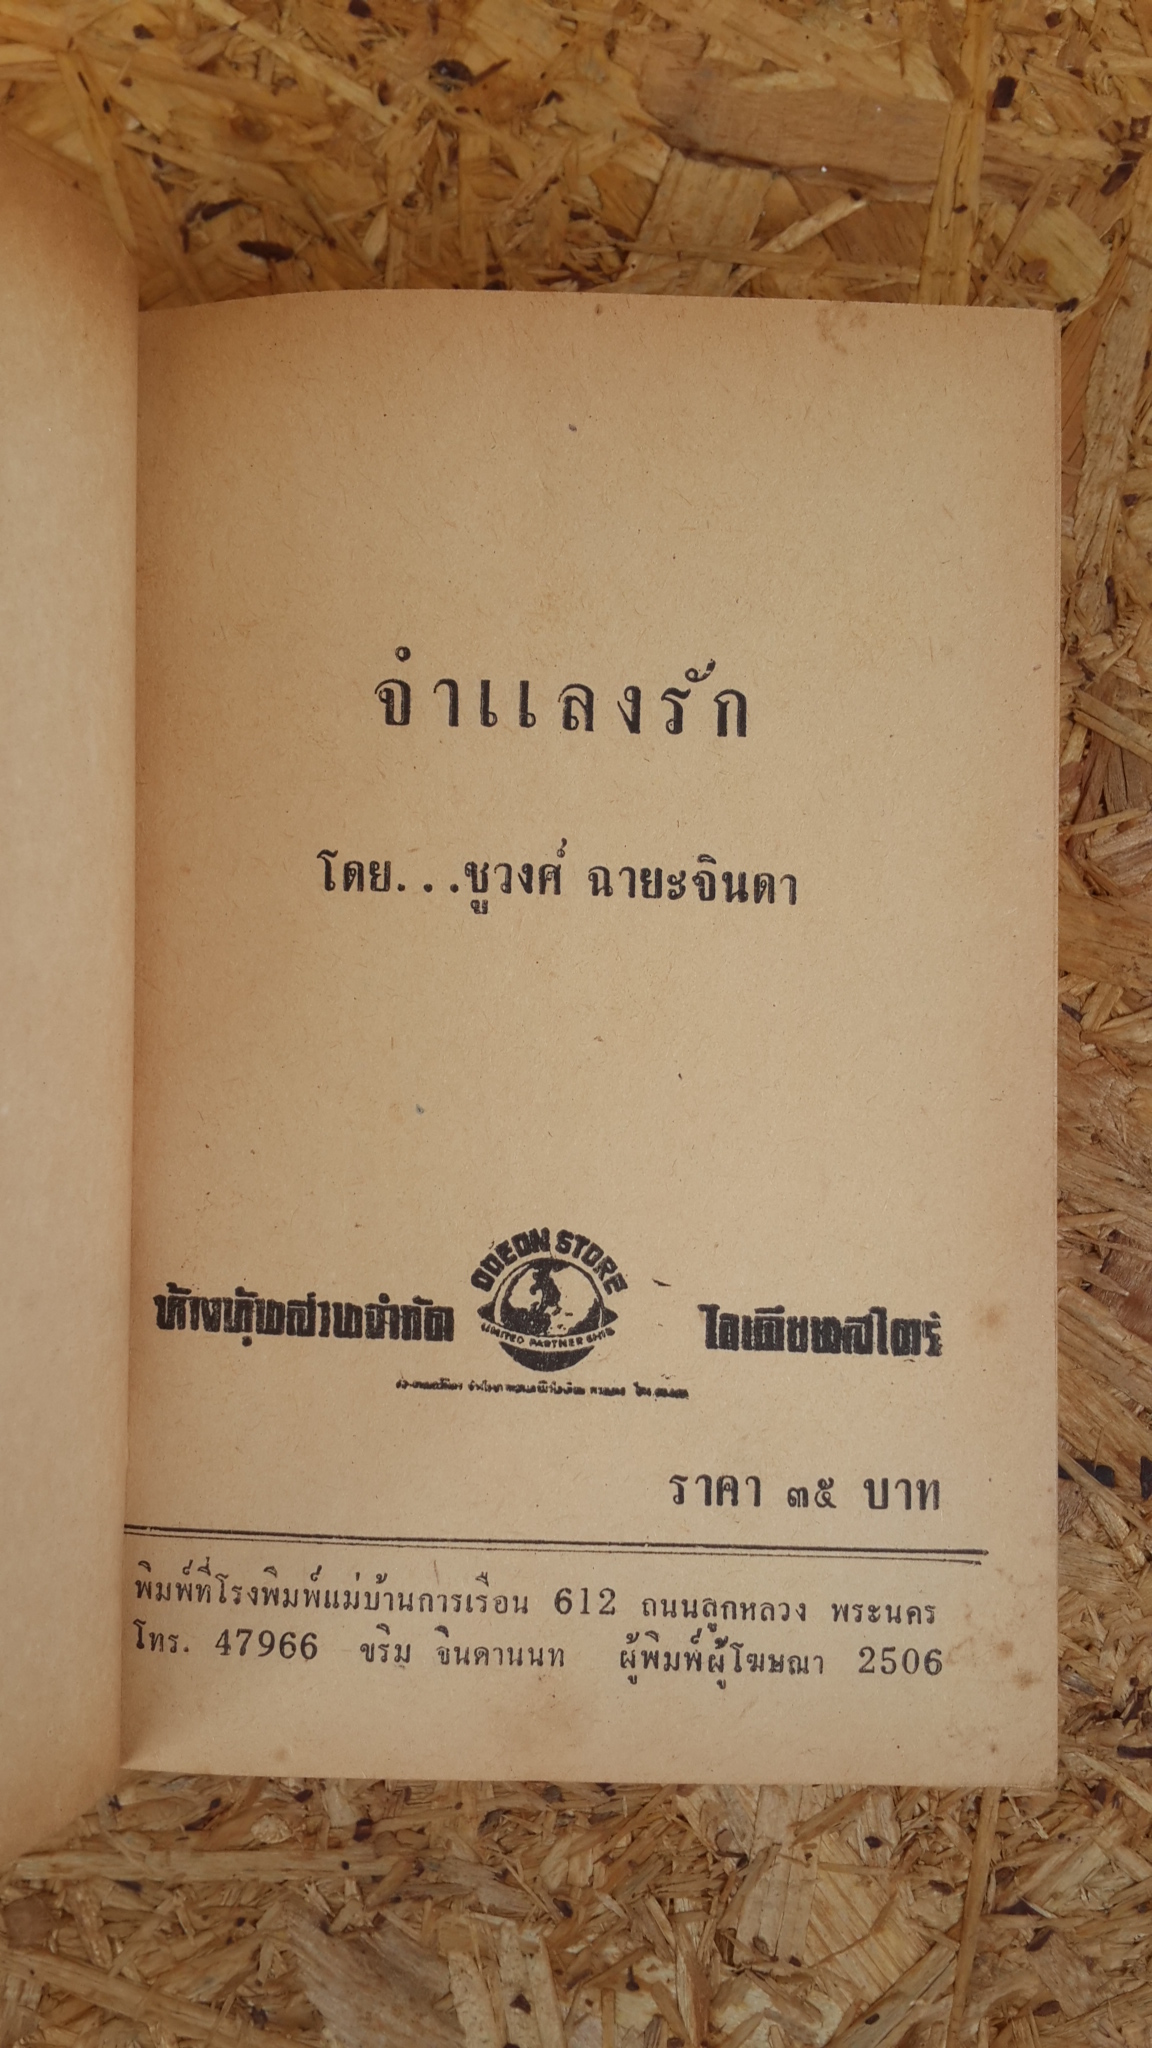 จำแลงรัก
โดย...ชูวงศ์ ฉายะจินดา
ODEON STORE
ห้างหุ้นส่วนจำกัด
โอเดียนสโตร์
LIMITED PARTNERSHIP
ราคา ๓๕ บาท
พิมพ์ที่โรงพิมพ์แม่บ้านการเรือน 612 ถนนลูกหลวง พระนคร
โทร. 47966 ขริม จินดานนท ผู้พิมพ์ผู้โฆษณา 2506